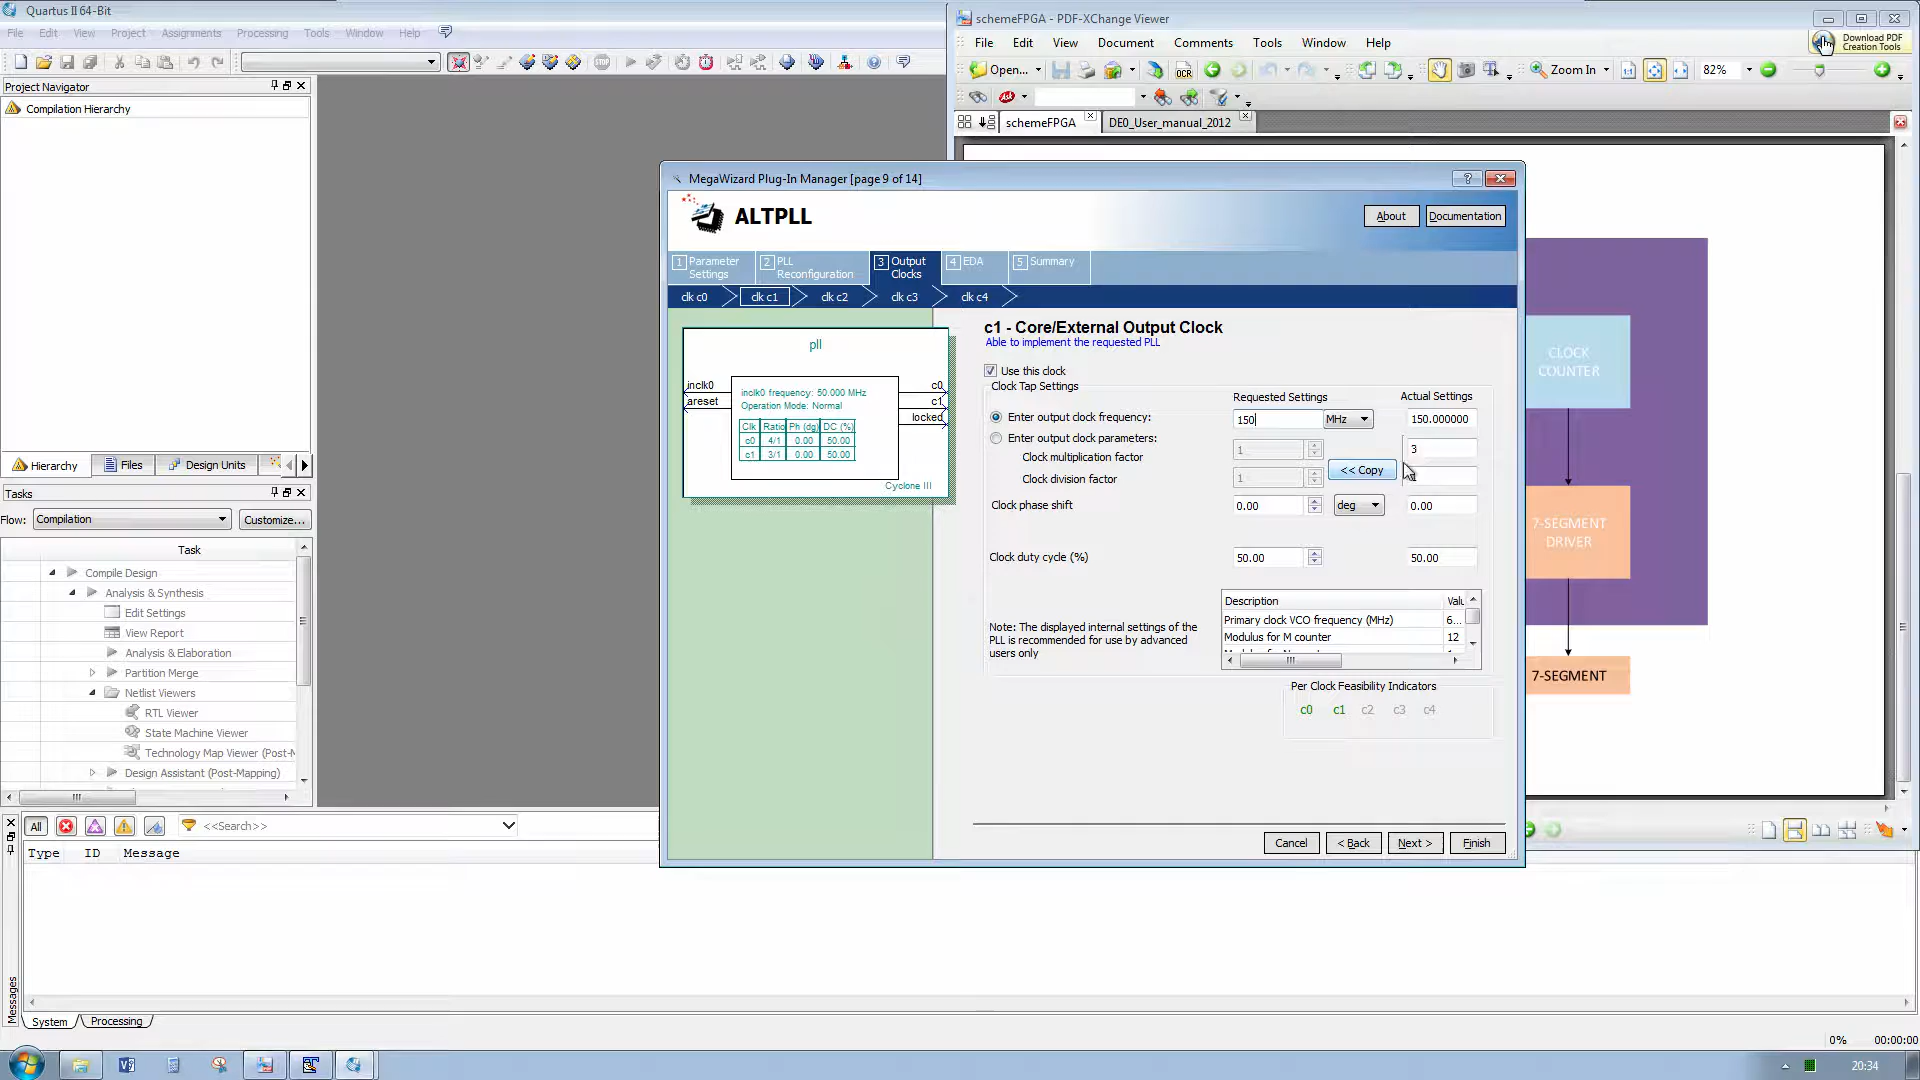 Quartus II 64-Bit
File Edit View Project Assignments Processing Tools Window Help
Project Navigator
Compilation Hierarchy
Hierarchy Files Design Units
Tasks
Flow: Compilation Customize...
Task
Compile Design
Analysis & Synthesis
Edit Settings
View Report
Analysis & Elaboration
Partition Merge
Netlist Viewers
RTL Viewer
State Machine Viewer
Technology Map Viewer (Post-M
Design Assistant (Post-Mapping)
All <<Search>>
Type ID Message
Messages
System Processing
0% 00:00:00
20:34
schemeFPGA - PDF-XChange Viewer
File Edit View Document Comments Tools Window Help
Download PDF
Creation Tools
Open... OCR Zoom In 1:1 82%
Ask
schemeFPGA DE0_User_manual_2012
CLOCK
COUNTER
7-SEGMENT
DRIVER
7-SEGMENT
MegaWizard Plug-In Manager [page 9 of 14]
ALTPLL
About Documentation
1 Parameter Settings
2 PLL Reconfiguration
3 Output Clocks
4 EDA
5 Summary
clk c0 clk c1 clk c2 clk c3 clk c4
pll
inclk0
areset
inclk0 frequency: 50.000 MHz
Operation Mode: Normal
Clk Ratio Ph (dg) DC (%)
c0 4/1 0.00 50.00
c1 3/1 0.00 50.00
c0
c1
locked
Cyclone III
c1 - Core/External Output Clock
Able to implement the requested PLL
Use this clock
Clock Tap Settings
Requested Settings Actual Settings
Enter output clock frequency: 150 MHz 150.000000
Enter output clock parameters:
Clock multiplication factor 1 3
<< Copy
Clock division factor 1
Clock phase shift 0.00 deg 0.00
Clock duty cycle (%) 50.00 50.00
Note: The displayed internal settings of the
PLL is recommended for use by advanced
users only
Description Valu
Primary clock VCO frequency (MHz) 6...
Modulus for M counter 12
Per Clock Feasibility Indicators
c0 c1 c2 c3 c4
Cancel < Back Next > Finish